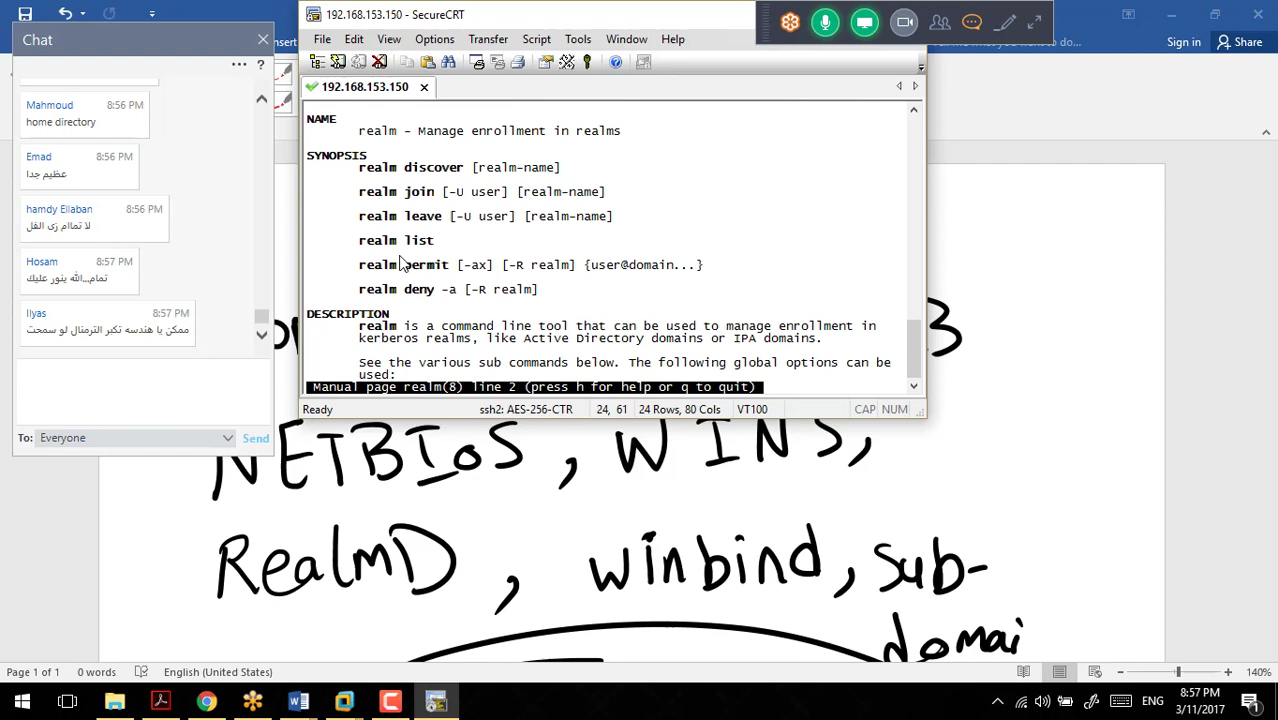 Chat
Mahmoud 8:56 PM
home directory
Emad 8:56 PM
عظيم جدا
hamdy Ellaban 8:56 PM
لا تماام زى الفل
Hosam 8:57 PM
تمام...الله ينور عليك
Ilyas 8:57 PM
ممكن يا هندسه تكبر الترمنال لو سمحت
To: Everyone Send
192.168.153.150 - SecureCRT
File Edit View Options Transfer Script Tools Window Help
192.168.153.150
NAME
realm - Manage enrollment in realms
SYNOPSIS
realm discover [realm-name]
realm join [-U user] [realm-name]
realm leave [-U user] [realm-name]
realm list
realm permit [-ax] [-R realm] {user@domain...}
realm deny -a [-R realm]
DESCRIPTION
realm is a command line tool that can be used to manage enrollment in
kerberos realms, like Active Directory domains or IPA domains.
See the various sub commands below. The following global options can be
used:
Manual page realm(8) line 2 (press h for help or q to quit)
Ready ssh2: AES-256-CTR 24, 61 24 Rows, 80 Cols VT100 CAP NUM
Sign in Share
3
NETBIoS, WINS,
RealmD, winbind, sub-
domai
Page 1 of 1 0 words English (United States) 140%
ENG 8:57 PM
3/11/2017
1